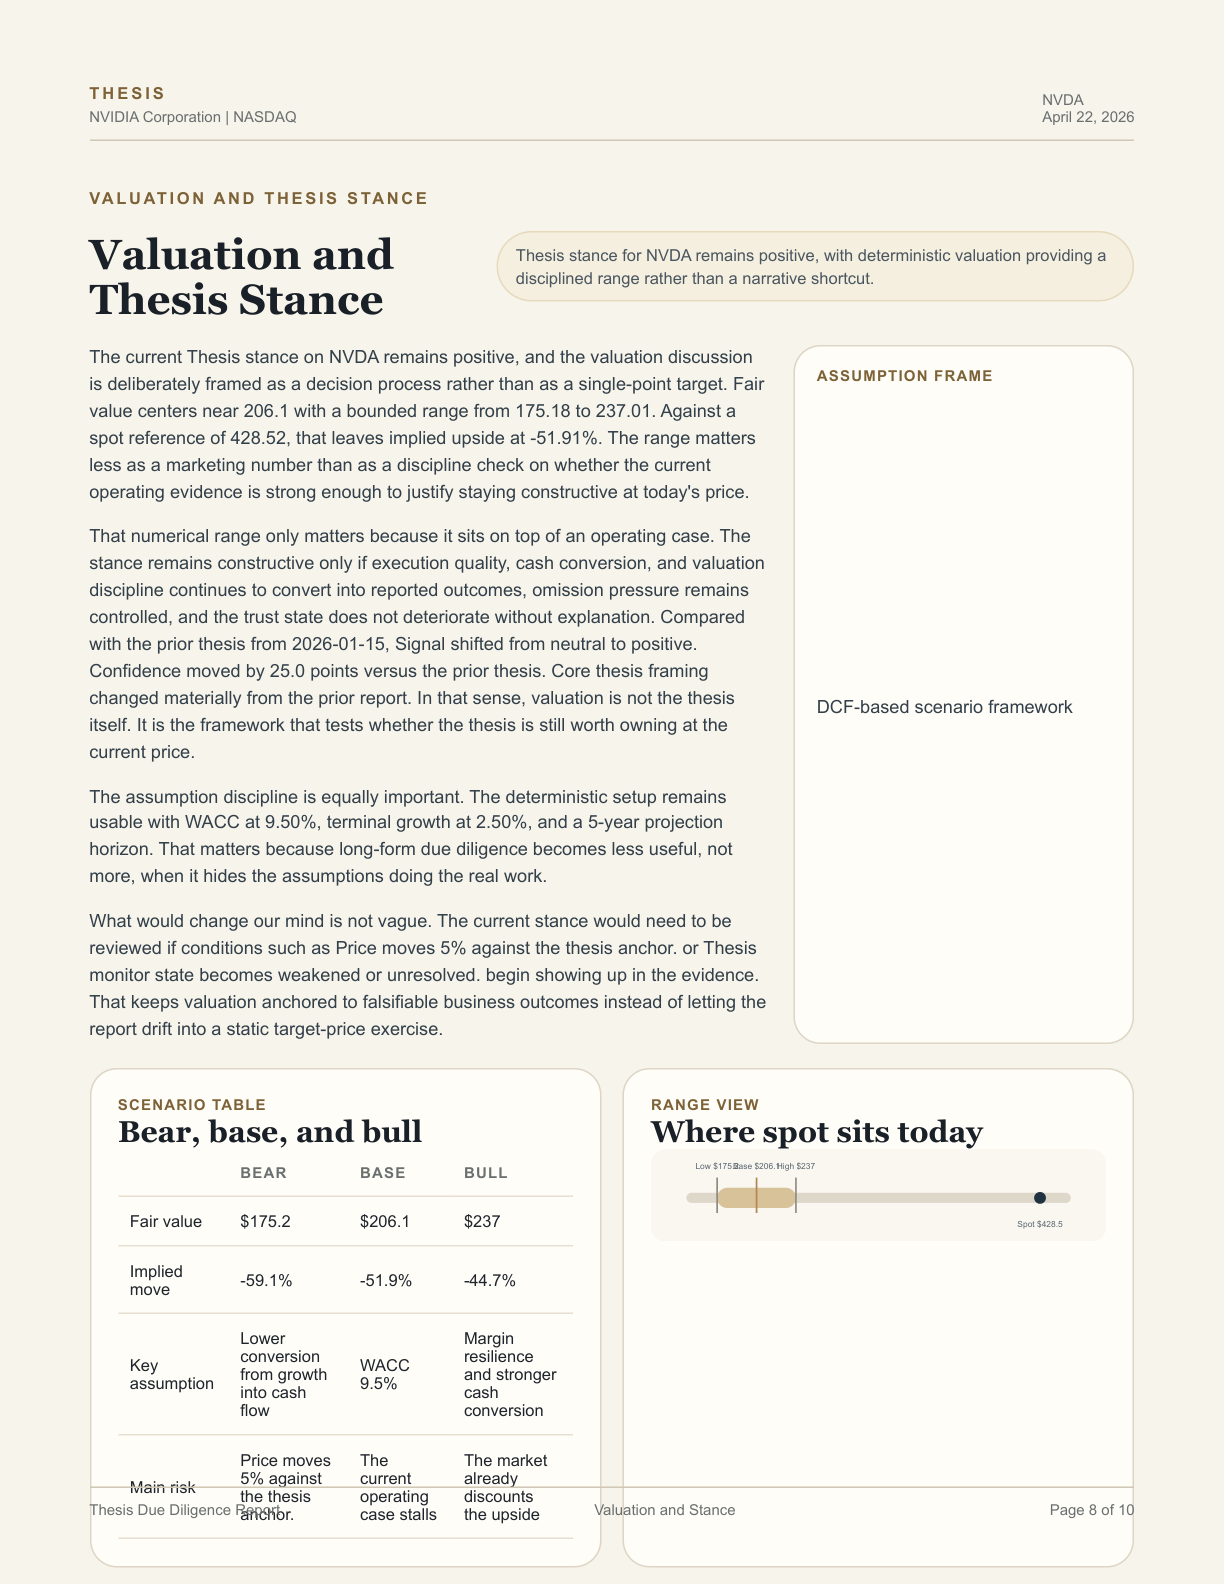 THESIS
NVIDIA Corporation | NASDAQ
NVDA
April 22, 2026
VALUATION AND THESIS STANCE
Valuation and
Thesis Stance
Thesis stance for NVDA remains positive, with deterministic valuation providing a
disciplined range rather than a narrative shortcut.
The current Thesis stance on NVDA remains positive, and the valuation discussion
is deliberately framed as a decision process rather than as a single-point target. Fair
value centers near 206.1 with a bounded range from 175.18 to 237.01. Against a
spot reference of 428.52, that leaves implied upside at -51.91%. The range matters
less as a marketing number than as a discipline check on whether the current
operating evidence is strong enough to justify staying constructive at today's price.
That numerical range only matters because it sits on top of an operating case. The
stance remains constructive only if execution quality, cash conversion, and valuation
discipline continues to convert into reported outcomes, omission pressure remains
controlled, and the trust state does not deteriorate without explanation. Compared
with the prior thesis from 2026-01-15, Signal shifted from neutral to positive.
Confidence moved by 25.0 points versus the prior thesis. Core thesis framing
changed materially from the prior report. In that sense, valuation is not the thesis
itself. It is the framework that tests whether the thesis is still worth owning at the
current price.
The assumption discipline is equally important. The deterministic setup remains
usable with WACC at 9.50%, terminal growth at 2.50%, and a 5-year projection
horizon. That matters because long-form due diligence becomes less useful, not
more, when it hides the assumptions doing the real work.
What would change our mind is not vague. The current stance would need to be
reviewed if conditions such as Price moves 5% against the thesis anchor. or Thesis
monitor state becomes weakened or unresolved. begin showing up in the evidence.
That keeps valuation anchored to falsifiable business outcomes instead of letting the
report drift into a static target-price exercise.
ASSUMPTION FRAME
DCF-based scenario framework
SCENARIO TABLE
Bear, base, and bull
BEAR BASE BULL
Fair value $175.2 $206.1 $237
Implied
move
-59.1% -51.9% -44.7%
Key
assumption
Lower
conversion
from growth
into cash
flow
WACC
9.5%
Margin
resilience
and stronger
cash
conversion
Main risk
Price moves
5% against
the thesis
anchor.
The
current
operating
case stalls
The market
already
discounts
the upside
RANGE VIEW
Where spot sits today
Low $175.2 Base $206.1 High $237
Spot $428.5
Thesis Due Diligence Report
Valuation and Stance
Page 8 of 10